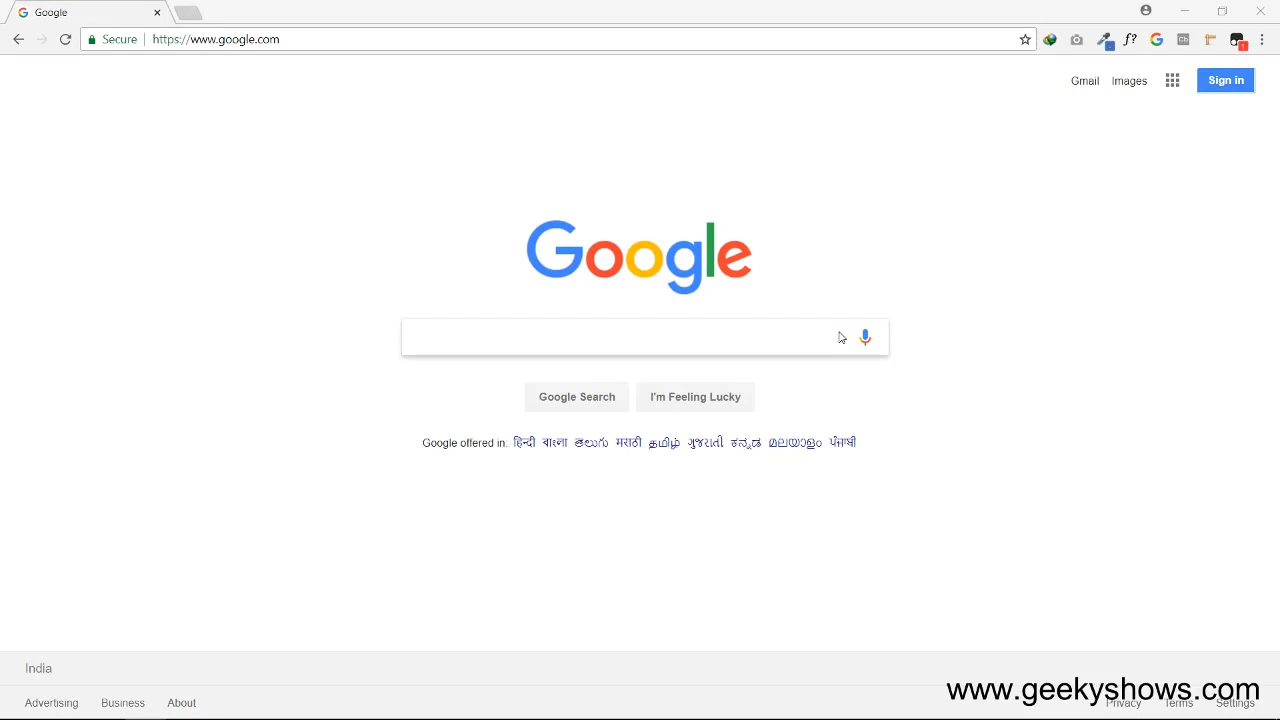 Google
Secure https://www.google.com
Gmail Images Sign in
Google
Google Search I'm Feeling Lucky
Google offered in: हिन्दी বাংলা తెలుగు मराठी தமிழ் ગુજરાતી ಕನ್ನಡ മലയാളം ਪੰਜਾਬੀ
India
www.geekyshows.com
Advertising Business About Privacy Terms Settings